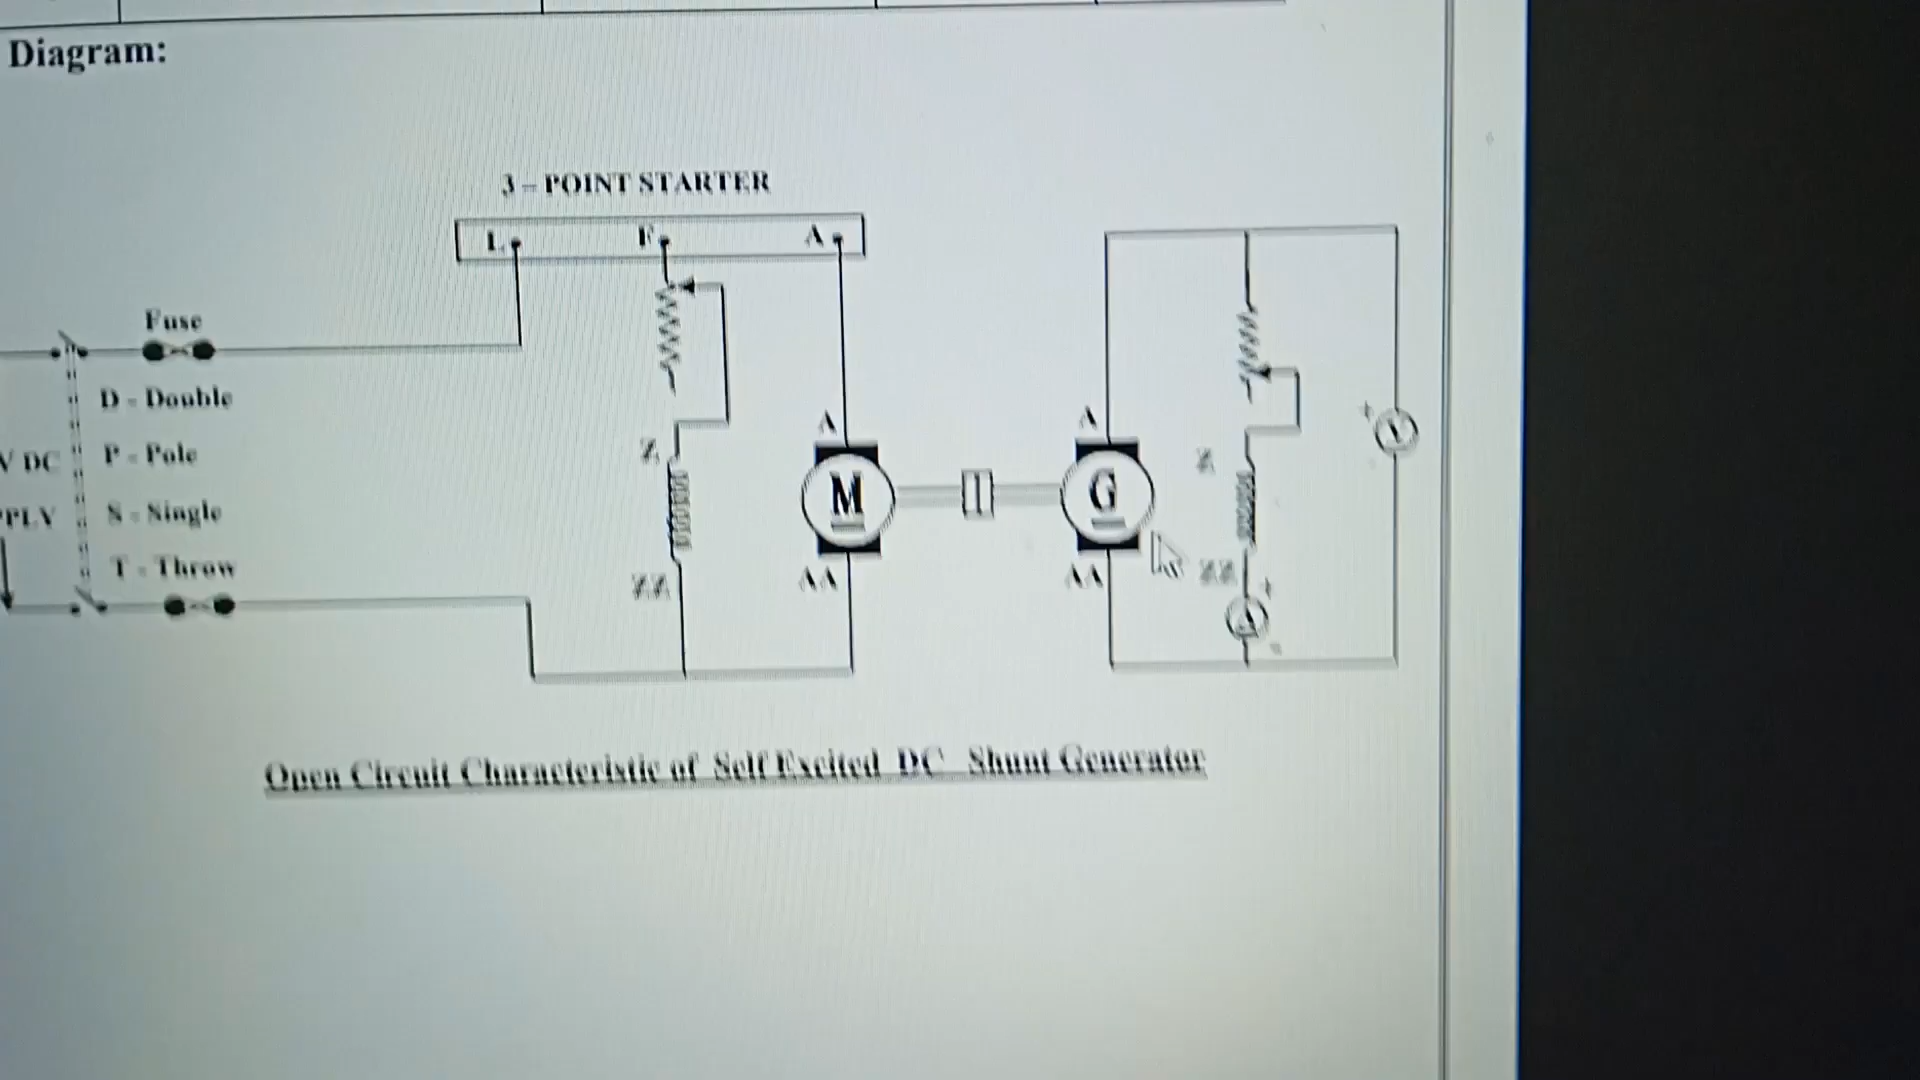 Diagram:
3 – POINT STARTER
L F A
Fuse
D - Double
V DC
P - Pole
PPLY
S - Single
T - Throw
Z
ZZ
A
M
AA
A
G
AA
Z
ZZ
+
A
-
+
V
Open Circuit Characteristic of Self Excited DC Shunt Generator